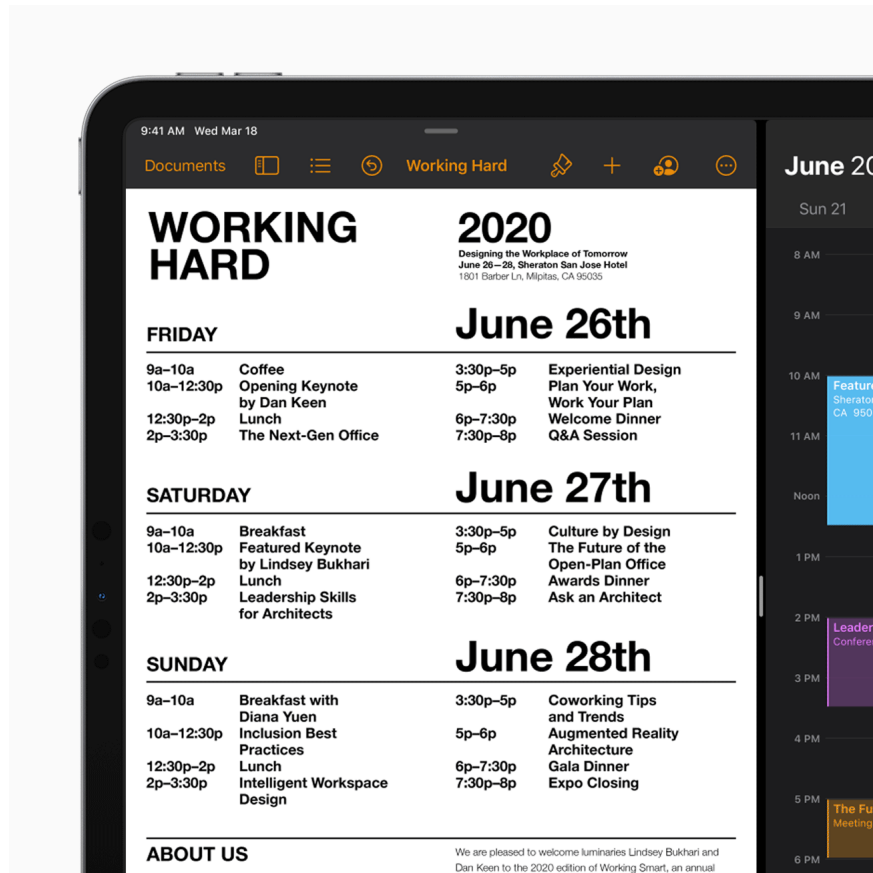 9:41 AM Wed Mar 18
Documents
Working Hard
WORKING
HARD
2020
Designing the Workplace of Tomorrow
June 26—28, Sheraton San Jose Hotel
1801 Barber Ln, Milpitas, CA 95035
FRIDAY
June 26th
9a–10a Coffee
10a–12:30p Opening Keynote
by Dan Keen
12:30p–2p Lunch
2p–3:30p The Next-Gen Office
3:30p–5p Experiential Design
5p–6p Plan Your Work,
Work Your Plan
6p–7:30p Welcome Dinner
7:30p–8p Q&A Session
SATURDAY
June 27th
9a–10a Breakfast
10a–12:30p Featured Keynote
by Lindsey Bukhari
12:30p–2p Lunch
2p–3:30p Leadership Skills
for Architects
3:30p–5p Culture by Design
5p–6p The Future of the
Open-Plan Office
6p–7:30p Awards Dinner
7:30p–8p Ask an Architect
SUNDAY
June 28th
9a–10a Breakfast with
Diana Yuen
10a–12:30p Inclusion Best
Practices
12:30p–2p Lunch
2p–3:30p Intelligent Workspace
Design
3:30p–5p Coworking Tips
and Trends
5p–6p Augmented Reality
Architecture
6p–7:30p Gala Dinner
7:30p–8p Expo Closing
ABOUT US
We are pleased to welcome luminaries Lindsey Bukhari and
Dan Keen to the 2020 edition of Working Smart, an annual
June 20
Sun 21
8 AM
9 AM
10 AM
Feature
Sherato
CA 950
11 AM
Noon
1 PM
2 PM
Leader
Confere
3 PM
4 PM
5 PM
The Fu
Meeting
6 PM